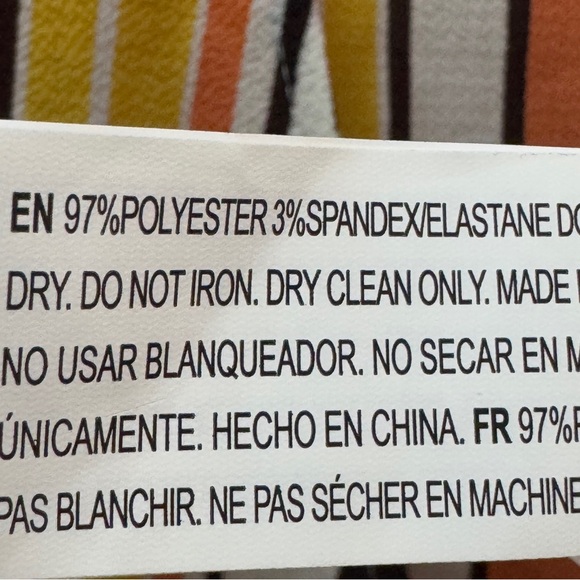 EN 97%POLYESTER 3%SPANDEX/ELASTANE
DRY. DO NOT IRON. DRY CLEAN ONLY. MADE
NO USAR BLANQUEADOR. NO SECAR EN
ÚNICAMENTE. HECHO EN CHINA. FR 97%
PAS BLANCHIR. NE PAS SÉCHER EN MACHINE